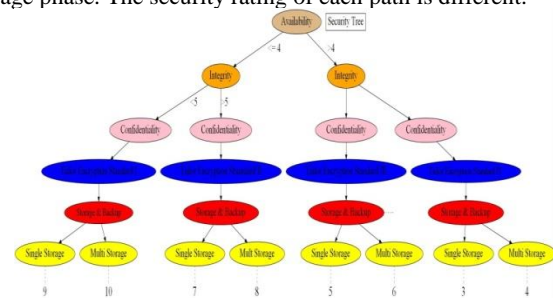 age phase. The security rating of each path is different.
Availability
Security Tree
<=4 >4
Integrity Integrity
<5 >5
Confidentiality Confidentiality Confidentiality Confidentiality
Storage & Backup Storage & Backup Storage & Backup Storage & Backup
Single Storage Multi Storage Single Storage Multi Storage Single Storage Multi Storage Single Storage Multi Storage
9 10 7 8 5 6 3 4